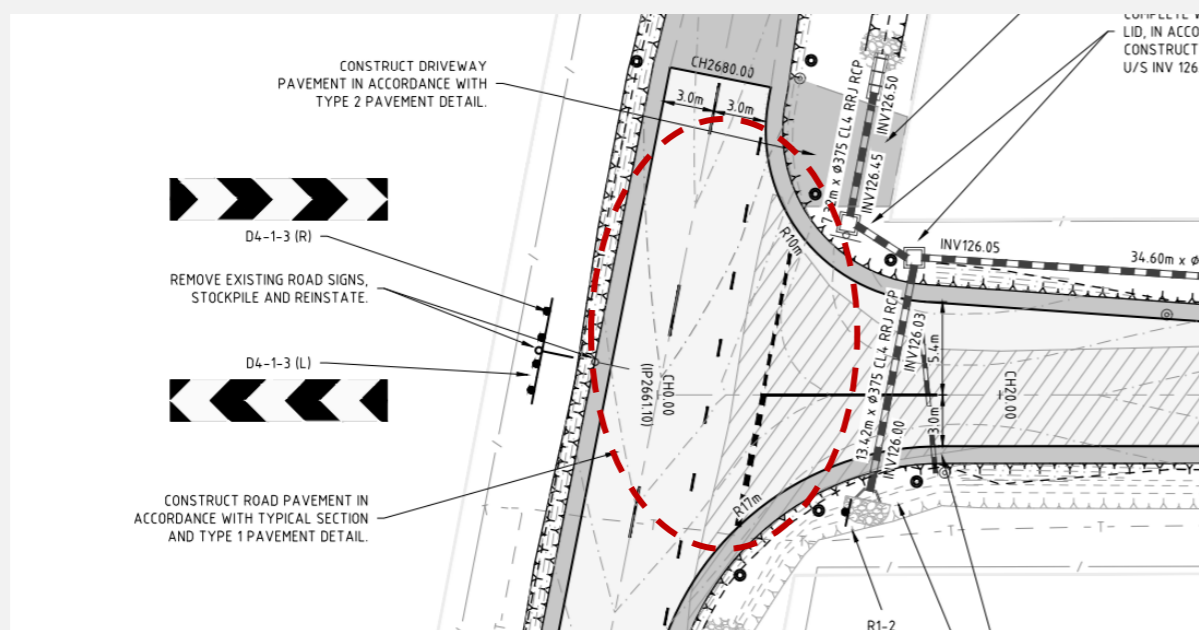 COMPLETE
LID, IN ACCO
CONSTRUCT
U/S INV 126
CONSTRUCT DRIVEWAY
PAVEMENT IN ACCORDANCE WITH
TYPE 2 PAVEMENT DETAIL.
CH2680.00
3.0m
3.0m
7.32m x Ø375 CL4 RRJ RCP
INV126.50
INV126.45
D4-1-3 (R)
REMOVE EXISTING ROAD SIGNS,
STOCKPILE AND REINSTATE.
D4-1-3 (L)
R10m
INV126.05
34.60m x Ø
13.42m x Ø375 CL4 RRJ RCP
INV126.03
INV126.00
5.4m
3.0m
CH20.00
CH0.00
(IP2661.10)
R17m
CONSTRUCT ROAD PAVEMENT IN
ACCORDANCE WITH TYPICAL SECTION
AND TYPE 1 PAVEMENT DETAIL.
T
T
R1-2